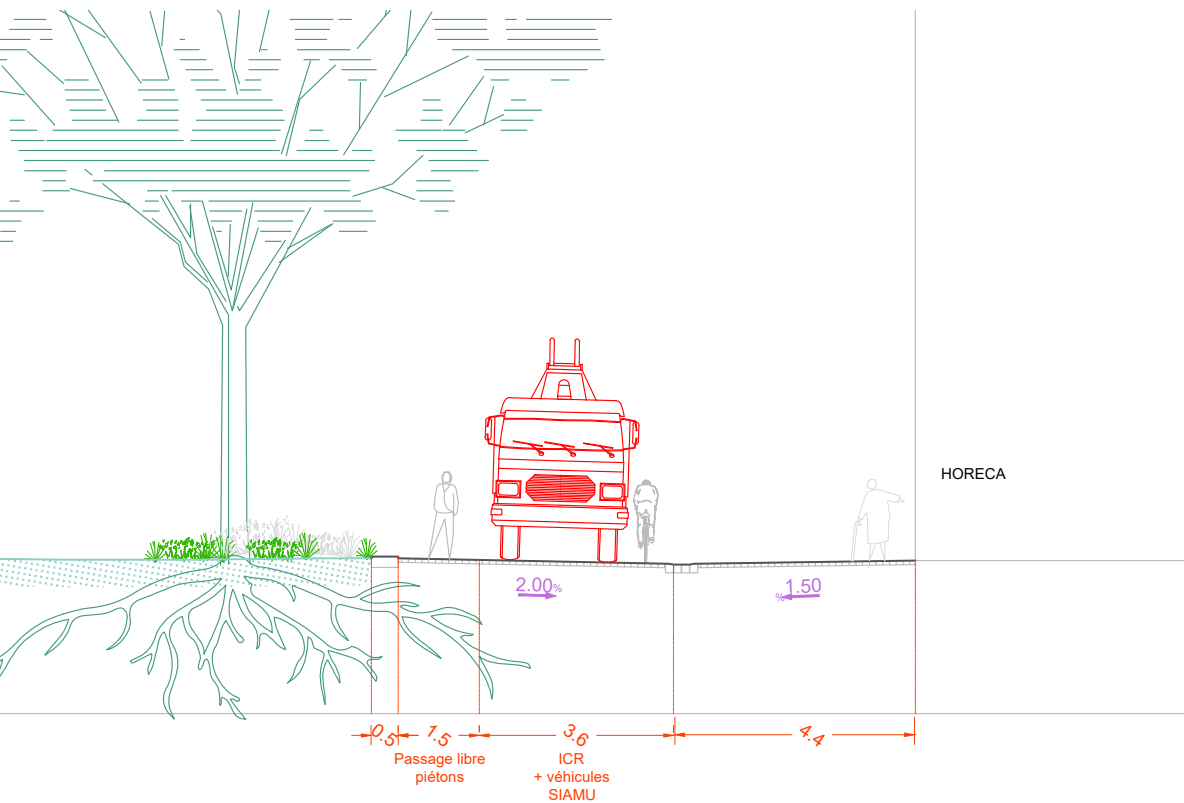 HORECA
2.00%
%1.50
0.5
1.5
3.6
4.4
Passage libre
piétons
ICR
+ véhicules
SIAMU